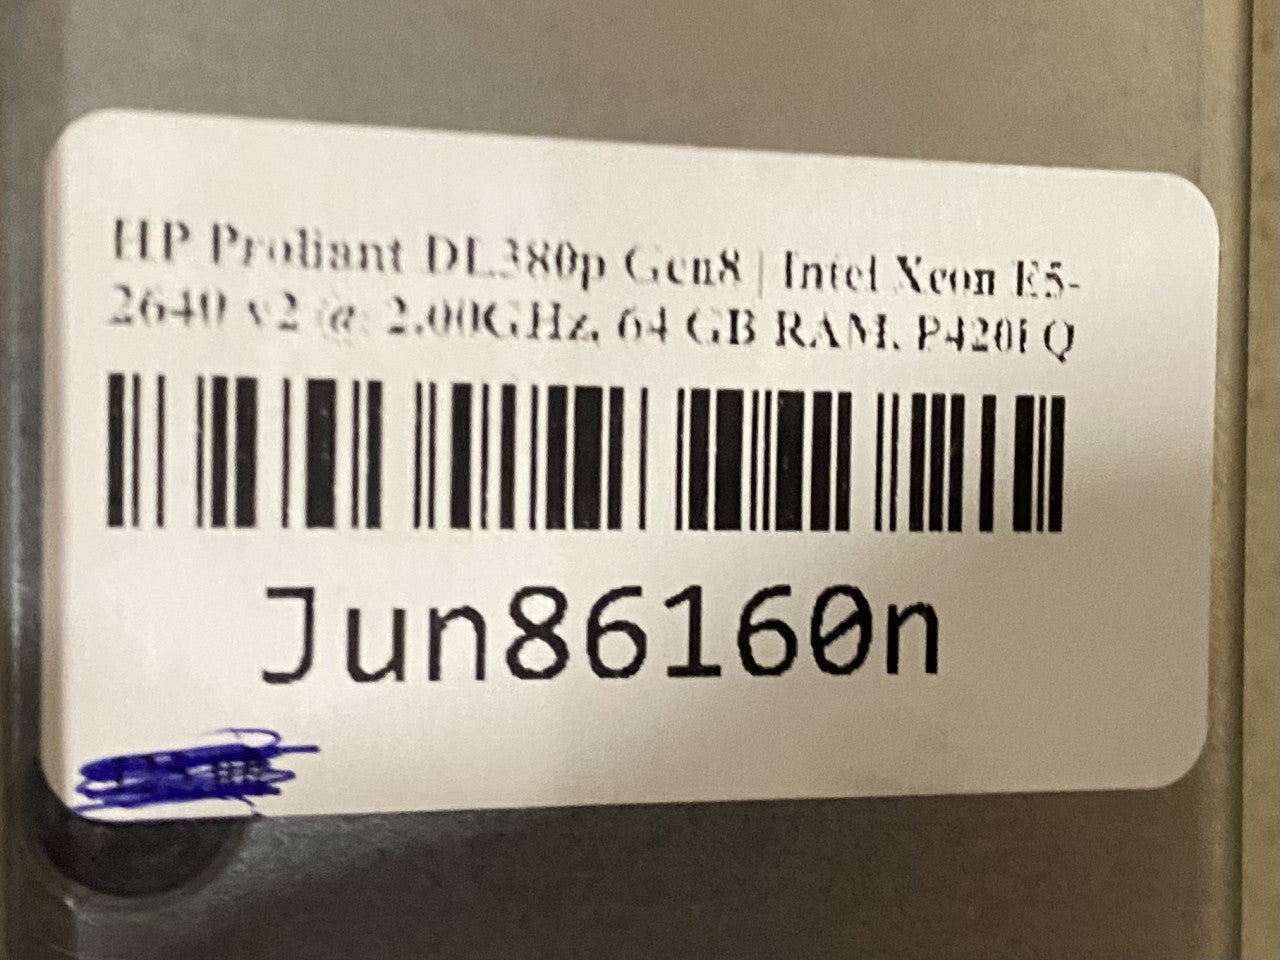 HP Proliant DL380p Gen8 | Intel Xeon E5-
2640 v2 @ 2.00GHz, 64 GB RAM, P420i Q
Jun86160n